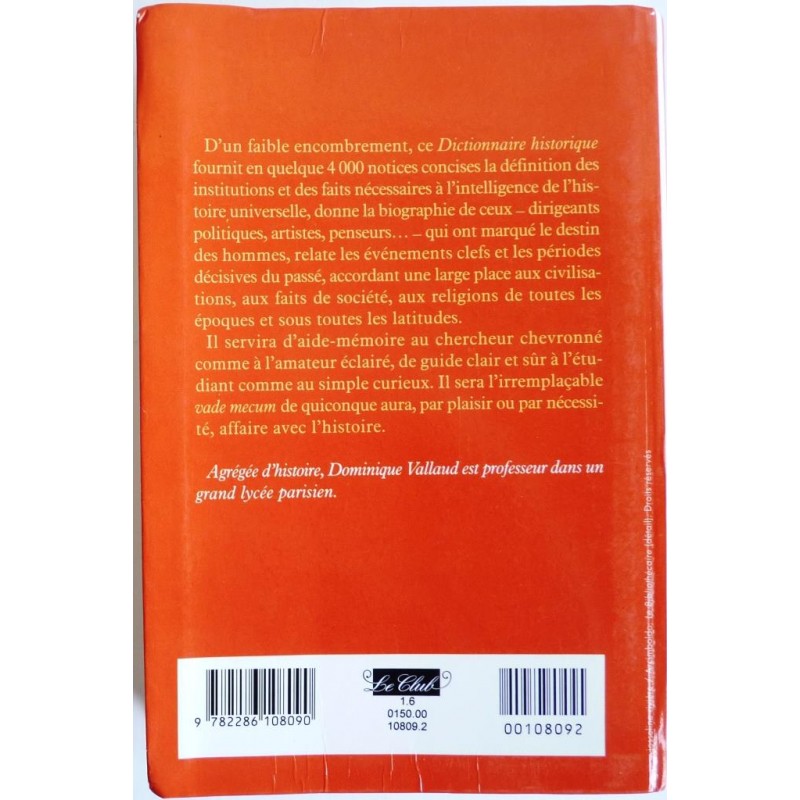 D'un faible encombrement, ce Dictionnaire historique
fournit en quelque 4 000 notices concises la définition des
institutions et des faits nécessaires à l'intelligence de l'his-
toire universelle, donne la biographie de ceux – dirigeants
politiques, artistes, penseurs… – qui ont marqué le destin
des hommes, relate les événements clefs et les périodes
décisives du passé, accordant une large place aux civilisa-
tions, aux faits de société, aux religions de toutes les
époques et sous toutes les latitudes.
Il servira d'aide-mémoire au chercheur chevronné
comme à l'amateur éclairé, de guide clair et sûr à l'étu-
diant comme au simple curieux. Il sera l'irremplaçable
vade mecum de quiconque aura, par plaisir ou par nécessi-
té, affaire avec l'histoire.
Agrégée d'histoire, Dominique Vallaud est professeur dans un
grand lycée parisien.
Arcimboldo, Le Bibliothécaire (détail). Droits réservés
9 782286 108090
Le Club
1.6
0150.00
10809.2
00108092